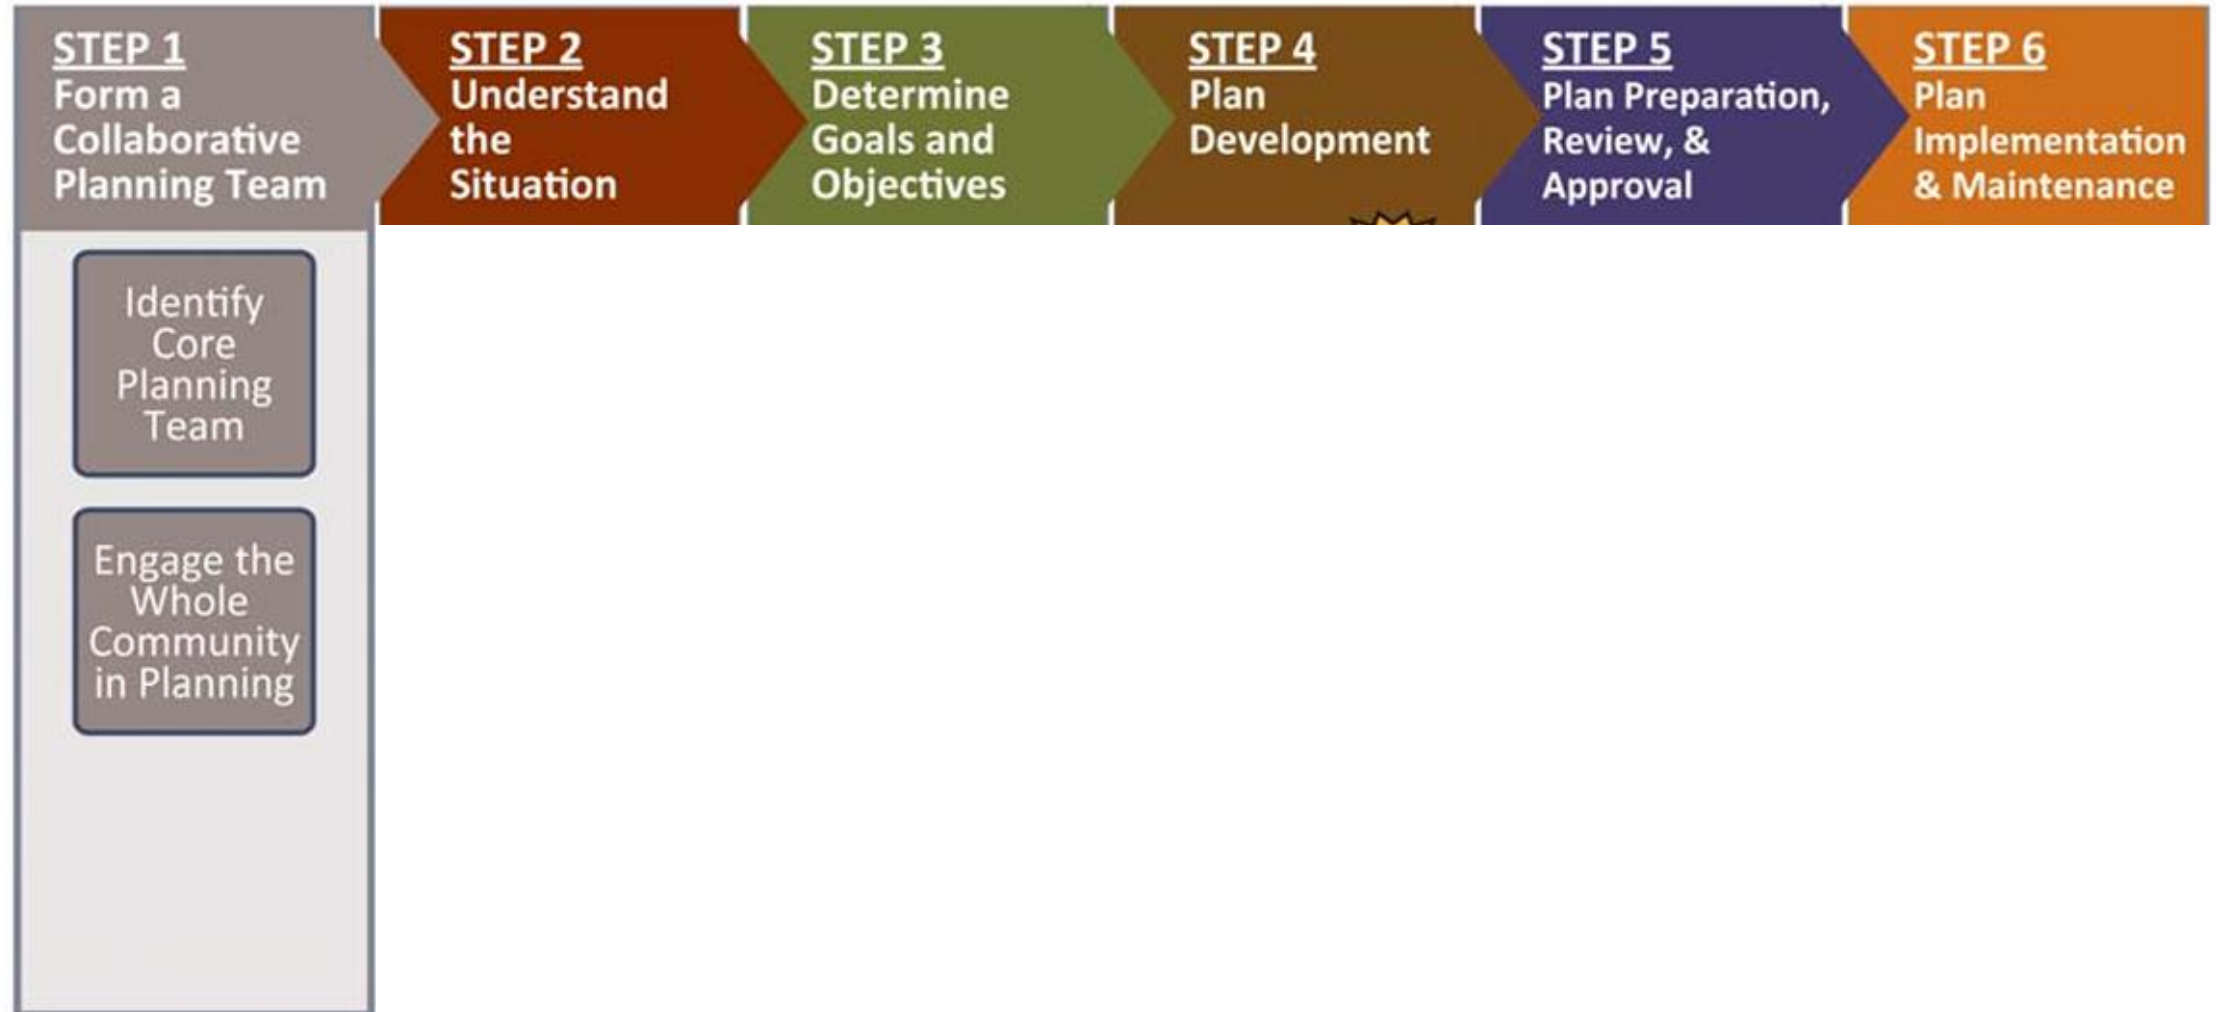 STEP 1
Form a
Collaborative
Planning Team
STEP 2
Understand
the
Situation
STEP 3
Determine
Goals and
Objectives
STEP 4
Plan
Development
STEP 5
Plan Preparation,
Review, &
Approval
STEP 6
Plan
Implementation
& Maintenance
Identify
Core
Planning
Team
Engage the
Whole
Community
in Planning